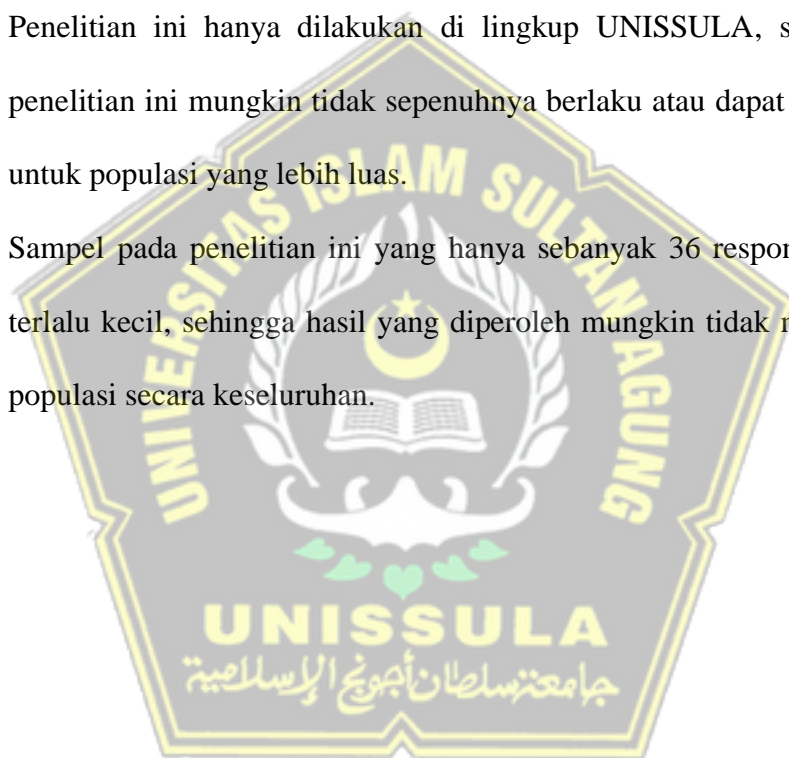 Penelitian ini hanya dilakukan di lingkup UNISSULA,
penelitian ini mungkin tidak sepenuhnya berlaku atau dapat
untuk populasi yang lebih luas.
Sampel pada penelitian ini yang hanya sebanyak 36
terlalu kecil, sehingga hasil yang diperoleh mungkin tidak
populasi secara keseluruhan.
UNIVERSITAS ISLAM SULTAN AGUNG
UNISSULA
جامعة سلطان أجونج الإسلامية